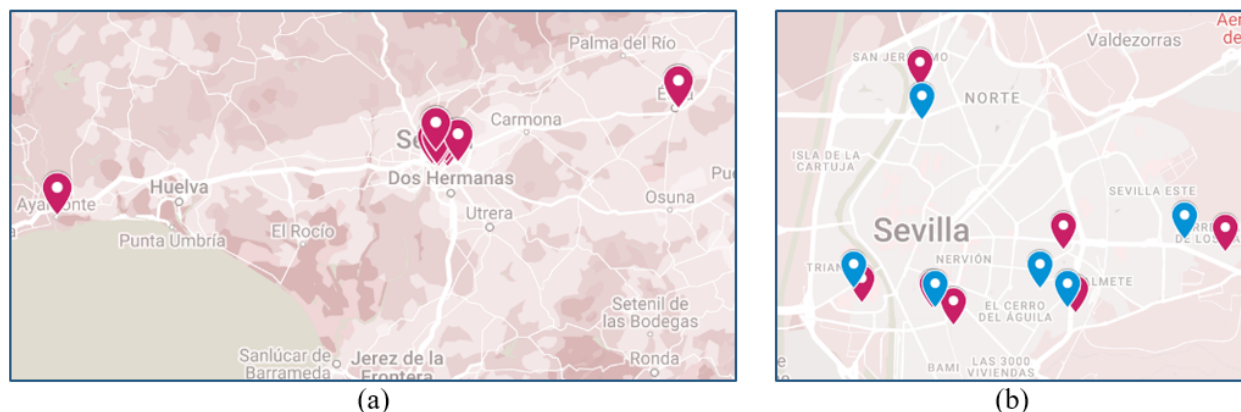 Palma del Río
Carmona
Dos Hermanas
Huelva
Ayamonte
Osuna
Utrera
Punta Umbría
El Rocío
Setenil de
las Bodegas
Sanlúcar de
Barrameda
Jerez de la
Frontera
Ronda
(a)
Valdezorras
NORTE
ISLA DE LA
CARTUJA
SEVILLA ESTE
Sevilla
NERVIÓN
EL CERRO
DEL ÁGUILA
BAMI
LAS 3000
VIVIENDAS
(b)